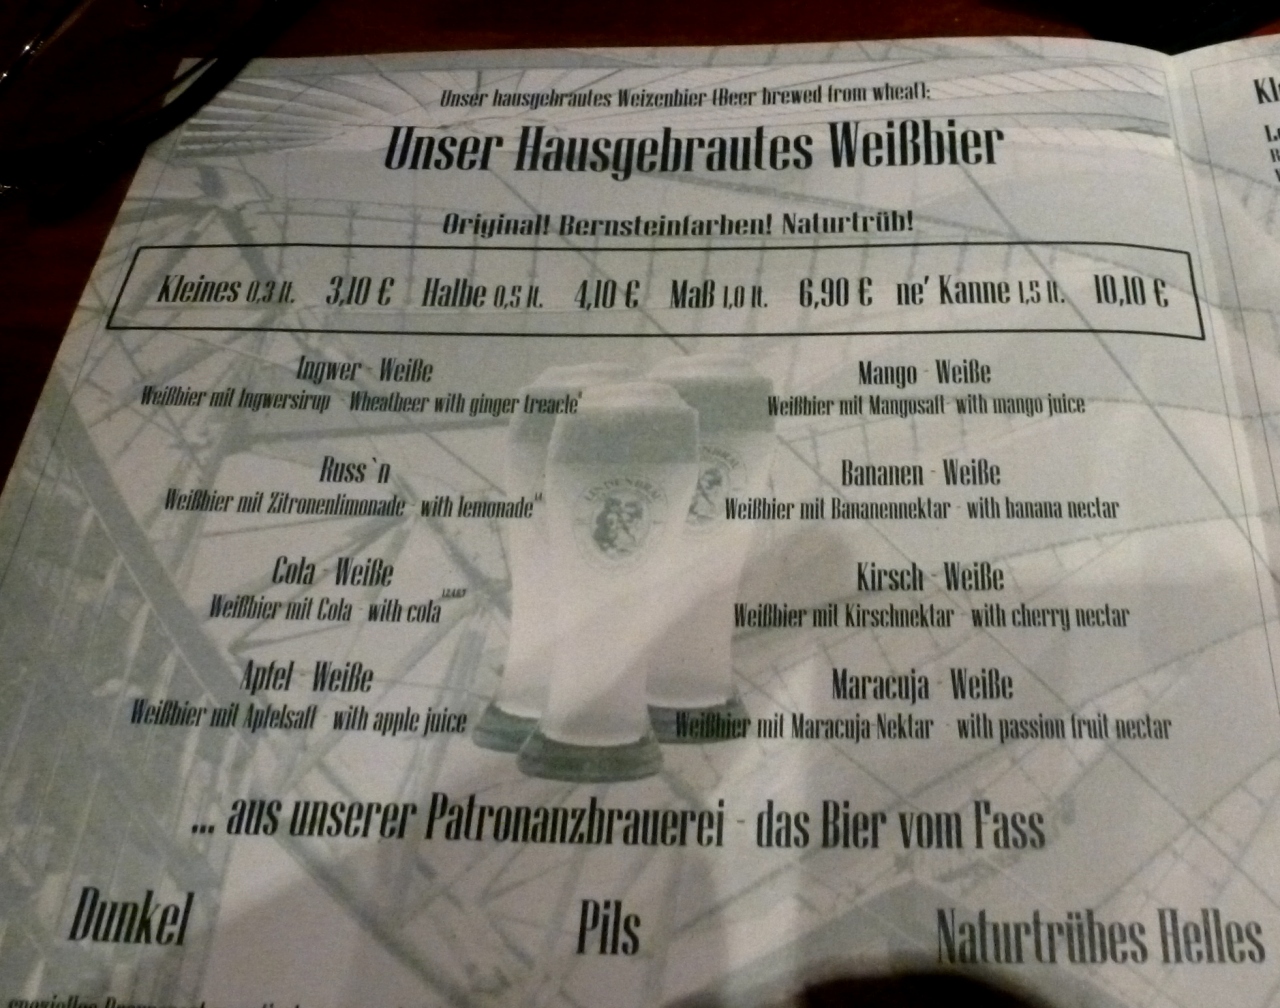 Unser hausgebrautes Weizenbier (Beer brewed from wheat):
Unser Hausgebrautes Weißbier
Original! Bernsteinfarben! Naturtrüb!
Kleines 0,3 lt. 3,10 € Halbe 0,5 lt. 4,10 € Maß 1,0 lt. 6,90 € ne' Kanne 1,5 lt. 10,10 €
Ingwer - Weiße
Weißbier mit Ingwersirup - Wheatbeer with ginger treacle
Russ`n
Weißbier mit Zitronenlimonade - with lemonade
Cola - Weiße
Weißbier mit Cola - with cola
Apfel - Weiße
Weißbier mit Apfelsaft - with apple juice
Mango - Weiße
Weißbier mit Mangosaft - with mango juice
Bananen - Weiße
Weißbier mit Bananennektar - with banana nectar
Kirsch - Weiße
Weißbier mit Kirschnektar - with cherry nectar
Maracuja - Weiße
Weißbier mit Maracuja-Nektar - with passion fruit nectar
LINDENBRÄU
... aus unserer Patronanzbrauerei - das Bier vom Fass
Dunkel
Pils
Naturtrübes Helles